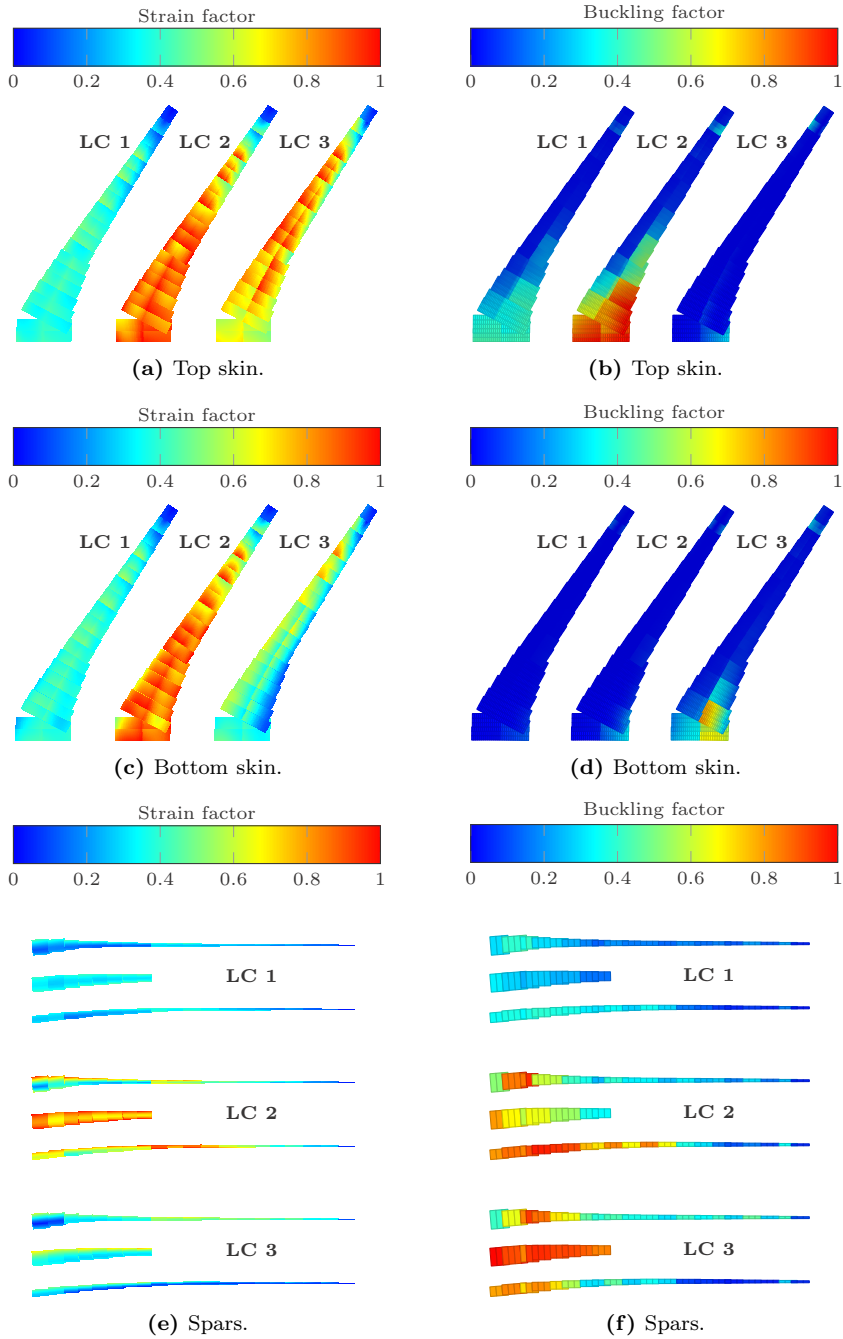 Strain factor
0 0.2 0.4 0.6 0.8 1
LC 1 LC 2 LC 3
(a) Top skin.
Buckling factor
0 0.2 0.4 0.6 0.8 1
LC 1 LC 2 LC 3
(b) Top skin.
Strain factor
0 0.2 0.4 0.6 0.8 1
LC 1 LC 2 LC 3
(c) Bottom skin.
Buckling factor
0 0.2 0.4 0.6 0.8 1
LC 1 LC 2 LC 3
(d) Bottom skin.
Strain factor
0 0.2 0.4 0.6 0.8 1
LC 1
LC 2
LC 3
(e) Spars.
Buckling factor
0 0.2 0.4 0.6 0.8 1
LC 1
LC 2
LC 3
(f) Spars.